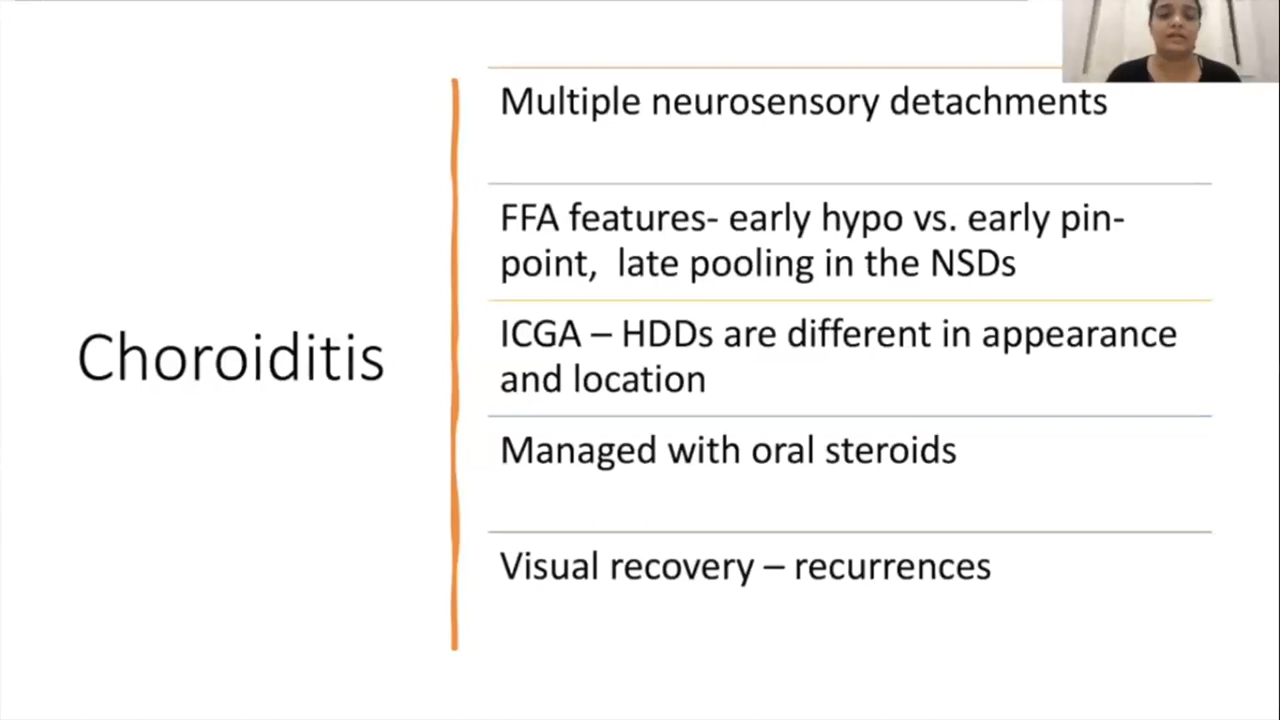 Choroiditis
Multiple neurosensory detachments
FFA features- early hypo vs. early pin-
point, late pooling in the NSDs
ICGA – HDDs are different in appearance
and location
Managed with oral steroids
Visual recovery – recurrences